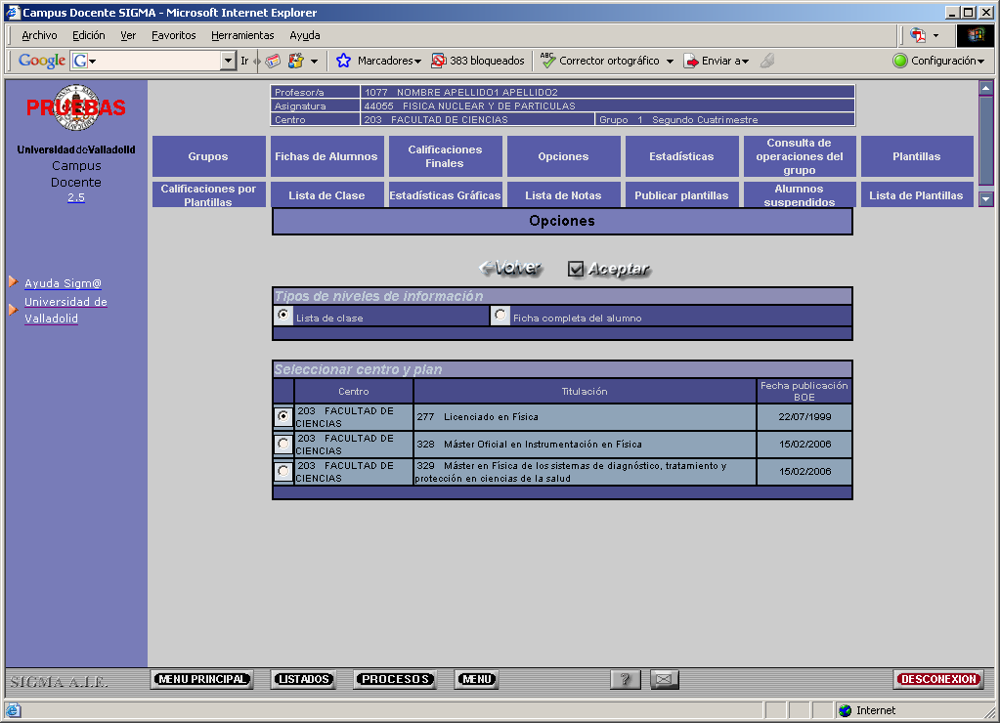 Campus Docente SIGMA - Microsoft Internet Explorer
Archivo Edición Ver Favoritos Herramientas Ayuda
Google G Ir Marcadores 383 bloqueados ABC Corrector ortográfico Enviar a Configuración
PRUEBAS
Universidad de Valladolid
Campus
Docente
2.5
Ayuda Sigm@
Universidad de
Valladolid
Profesor/a 1077 NOMBRE APELLIDO1 APELLIDO2
Asignatura 44055 FISICA NUCLEAR Y DE PARTICULAS
Centro 203 FACULTAD DE CIENCIAS Grupo 1 Segundo Cuatrimestre
Grupos
Fichas de Alumnos
Calificaciones
Finales
Opciones
Estadísticas
Consulta de
operaciones del
grupo
Plantillas
Calificaciones por
Plantillas
Lista de Clase
Estadísticas Gráficas
Lista de Notas
Publicar plantillas
Alumnos
suspendidos
Lista de Plantillas
Opciones
Volver Aceptar
Tipos de niveles de información
Lista de clase Ficha completa del alumno
Seleccionar centro y plan
Centro Titulación Fecha publicación
BOE
203 FACULTAD DE
CIENCIAS
277 Licenciado en Física
22/07/1999
203 FACULTAD DE
CIENCIAS
328 Máster Oficial en Instrumentación en Física
15/02/2006
203 FACULTAD DE
CIENCIAS
329 Máster en Física de los sistemas de diagnóstico, tratamiento y
protección en ciencias de la salud
15/02/2006
SIGMA A.I.E. MENU PRINCIPAL LISTADOS PROCESOS MENU ? DESCONEXION
Internet